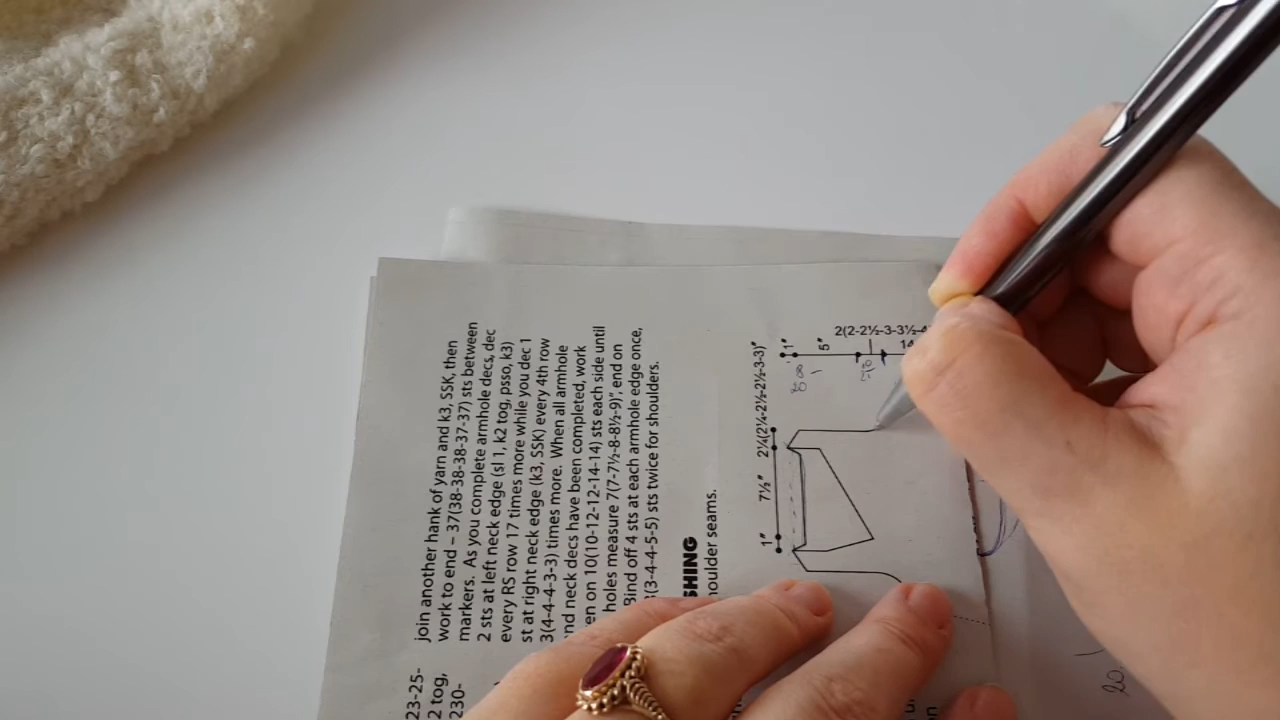 join another hank of yarn and k3, SSK, then
work to end – 37(38-38-38-37-37) sts between
markers. As you complete armhole decs, dec
2 sts at left neck edge (sl 1, k2 tog, psso, k3)
every RS row 17 times more while you dec 1
st at right neck edge (k3, SSK) every 4th row
3(4-4-4-3-3) times more. When all armhole
nd neck decs have been completed, work
en on 10(10-12-12-14-14) sts each side until
holes measure 7(7-7½-8-8½-9)", end on
Bind off 4 sts at each armhole edge once,
(3-4-4-5-5) sts twice for shoulders.
SHING
houlder seams.
23-25-
2 tog,
230-
1"
7½"
2¼(2¼-2½-2½-3-3)"
1"
5"
2(2-2½-3-3½-4
14
20